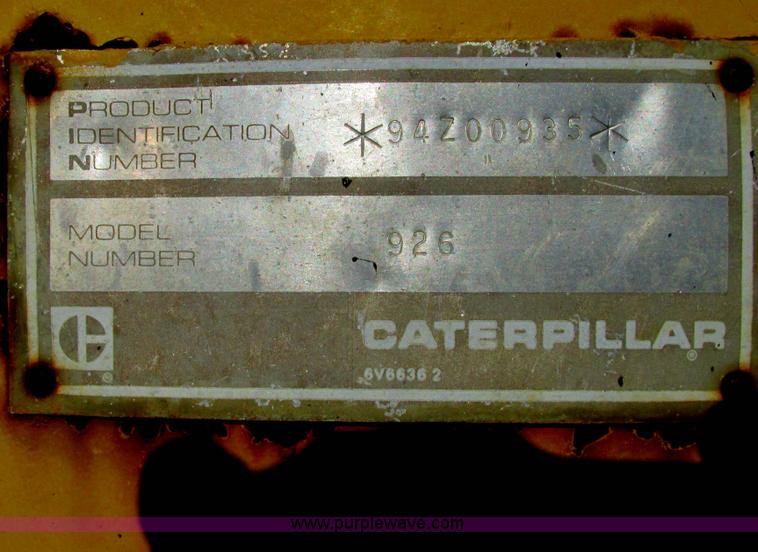 PRODUCT
IDENTIFICATION
NUMBER
*94Z00935*
MODEL
NUMBER
926
C
®
CATERPILLAR®
6V6636 2
www.purplewave.com